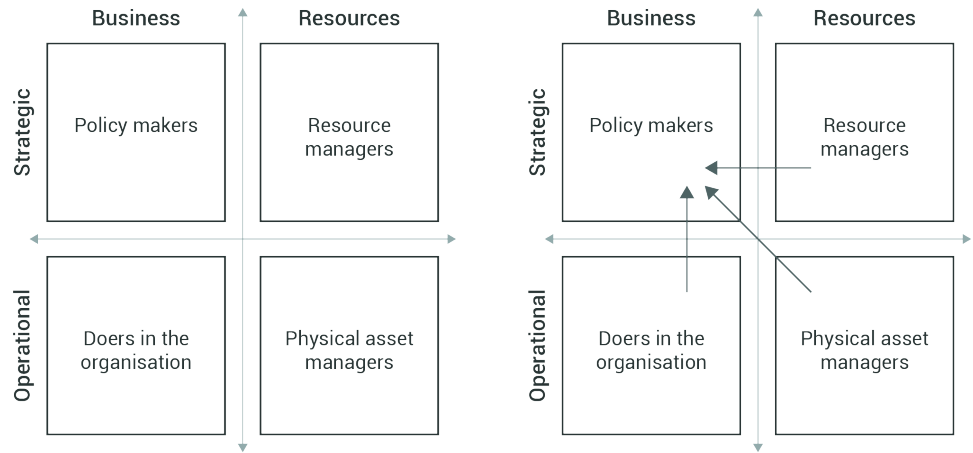 Business
Resources
Strategic
Policy makers
Resource
managers
Operational
Doers in the
organisation
Physical asset
managers
Business
Resources
Strategic
Policy makers
Resource
managers
Operational
Doers in the
organisation
Physical asset
managers